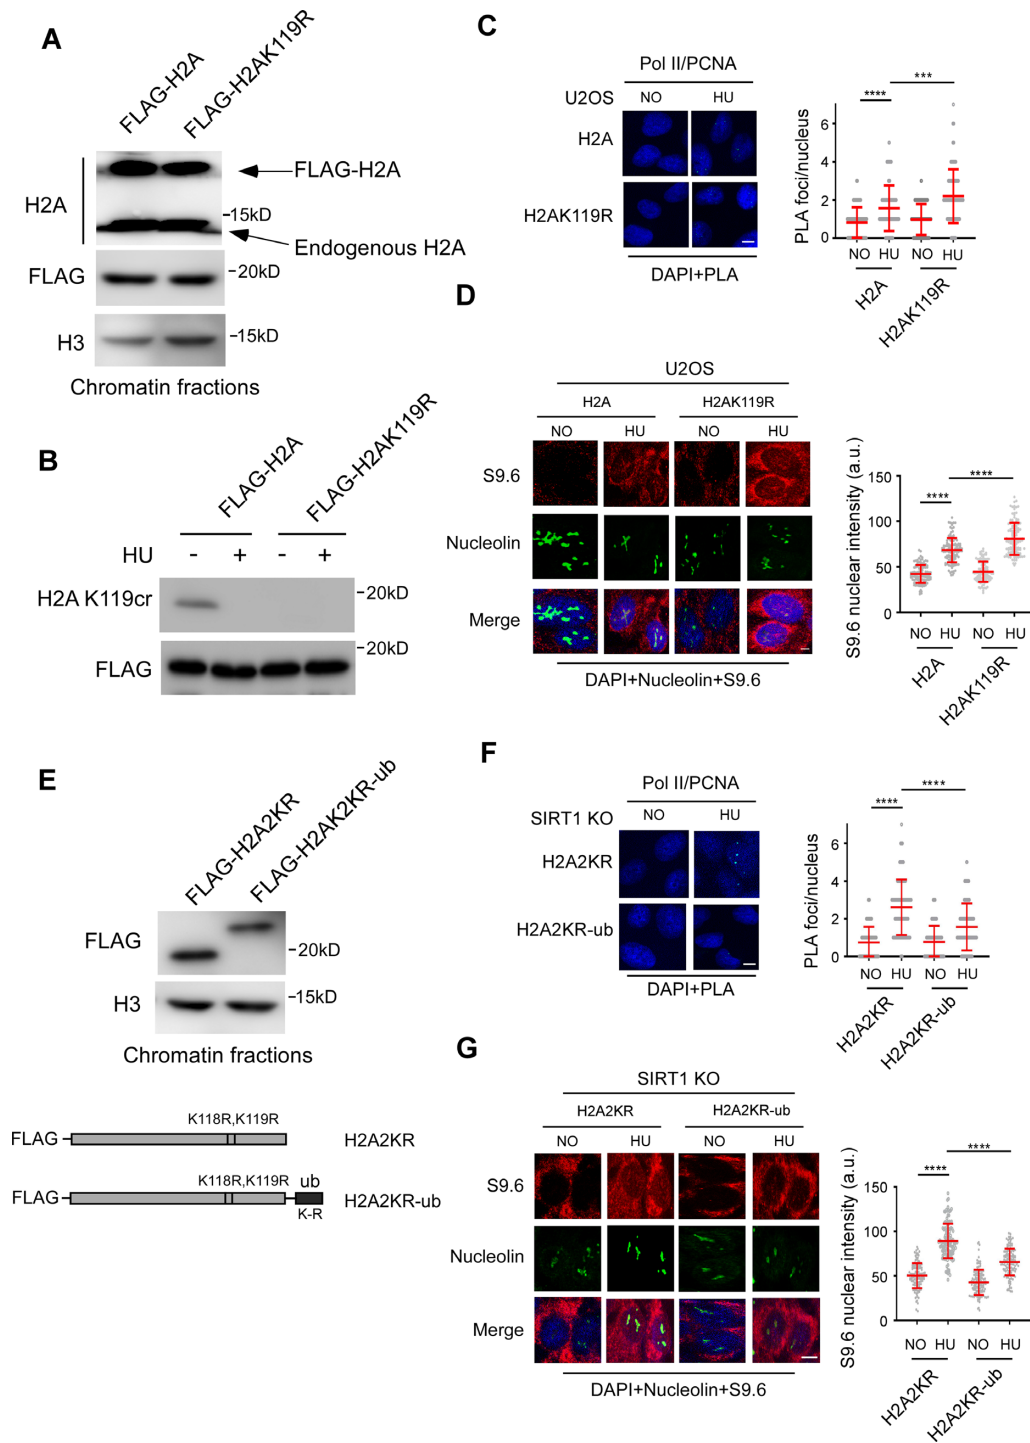 A
FLAG-H2A
FLAG-H2AK119R
H2A
FLAG-H2A
15kD
Endogenous H2A
FLAG
20kD
H3
15kD
Chromatin fractions
B
FLAG-H2A
FLAG-H2AK119R
HU - + - +
H2A K119cr
20kD
20kD
FLAG
C
Pol II/PCNA
U2OS NO HU
H2A
H2AK119R
DAPI+PLA
PLA foci/nucleus
6
4
2
0
**** ***
NO HU NO HU
H2A
H2AK119R
D
U2OS
H2A H2AK119R
NO HU NO HU
S9.6
Nucleolin
Merge
DAPI+Nucleolin+S9.6
S9.6 nuclear intensity (a.u.)
150
100
50
0
**** ****
NO HU NO HU
H2A
H2AK119R
E
FLAG-H2A2KR
FLAG-H2AK2KR-ub
FLAG
20kD
H3
15kD
Chromatin fractions
K118R,K119R
FLAG H2A2KR
K118R,K119R ub
FLAG H2A2KR-ub
K-R
F
Pol II/PCNA
SIRT1 KO NO HU
H2A2KR
H2A2KR-ub
DAPI+PLA
PLA foci/nucleus
6
4
2
0
**** ****
NO HU NO HU
H2A2KR
H2A2KR-ub
G
SIRT1 KO
H2A2KR H2A2KR-ub
NO HU NO HU
S9.6
Nucleolin
Merge
DAPI+Nucleolin+S9.6
S9.6 nuclear intensity (a.u.)
150
100
50
0
**** ****
NO HU NO HU
H2A2KR
H2A2KR-ub